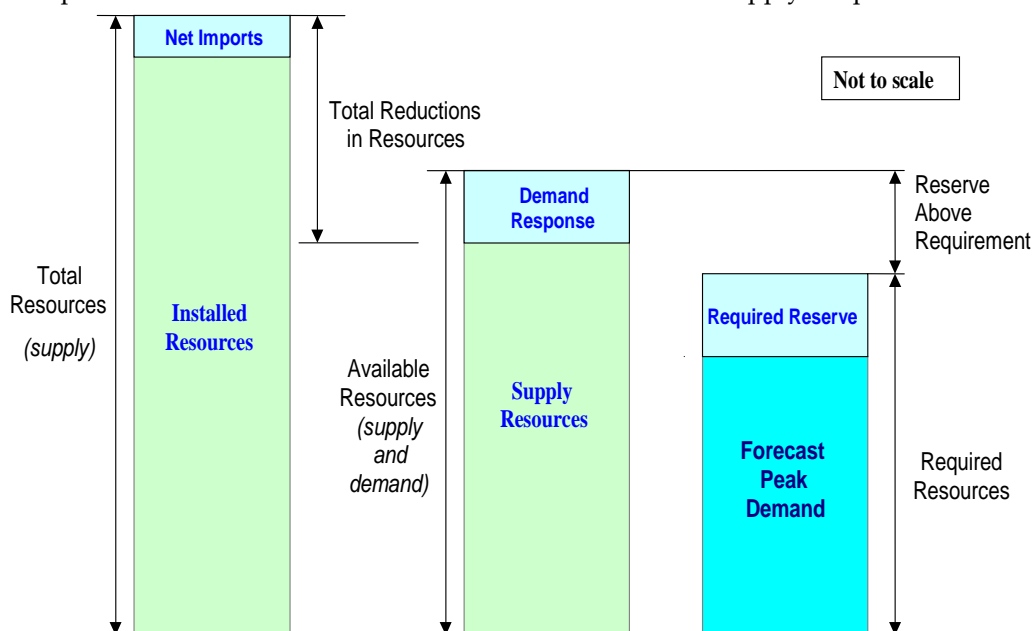 Net Imports
Not to scale
Total Reductions
in Resources
Demand
Response
Reserve
Above
Requirement
Total
Resources
(supply)
Installed
Resources
Required Reserve
Available
Resources
(supply
and
demand)
Supply
Resources
Forecast
Peak
Demand
Required
Resources